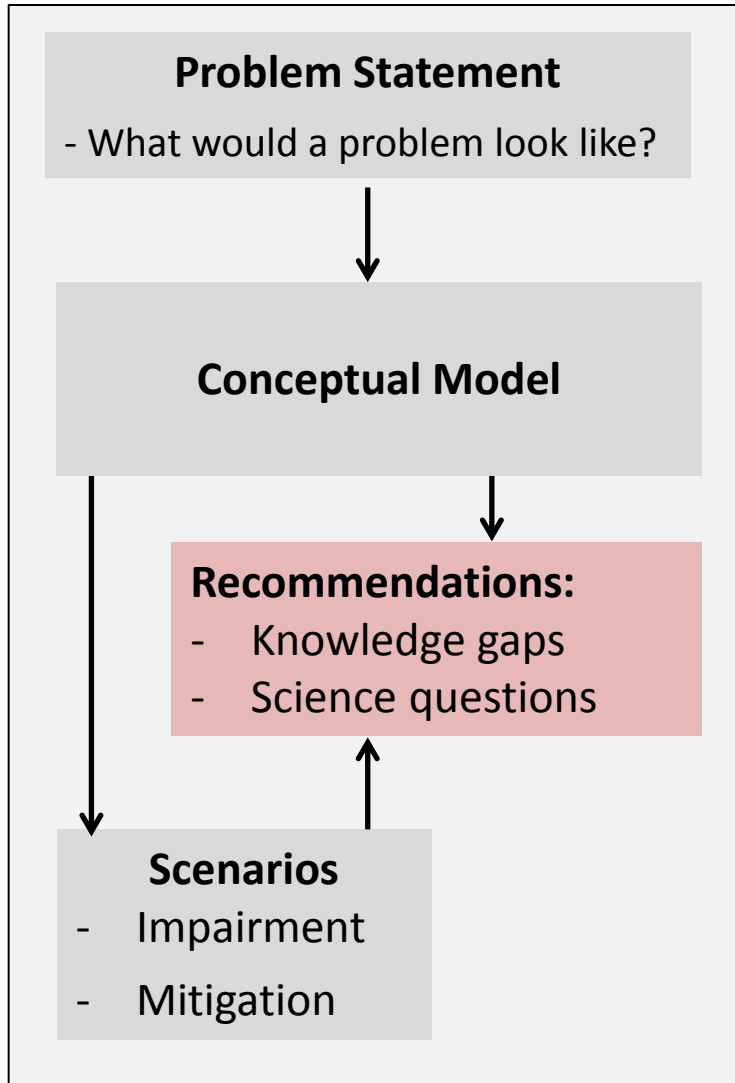 Problem Statement
- What would a problem look like?
Conceptual Model
Recommendations:
- Knowledge gaps
- Science questions
Scenarios
- Impairment
- Mitigation